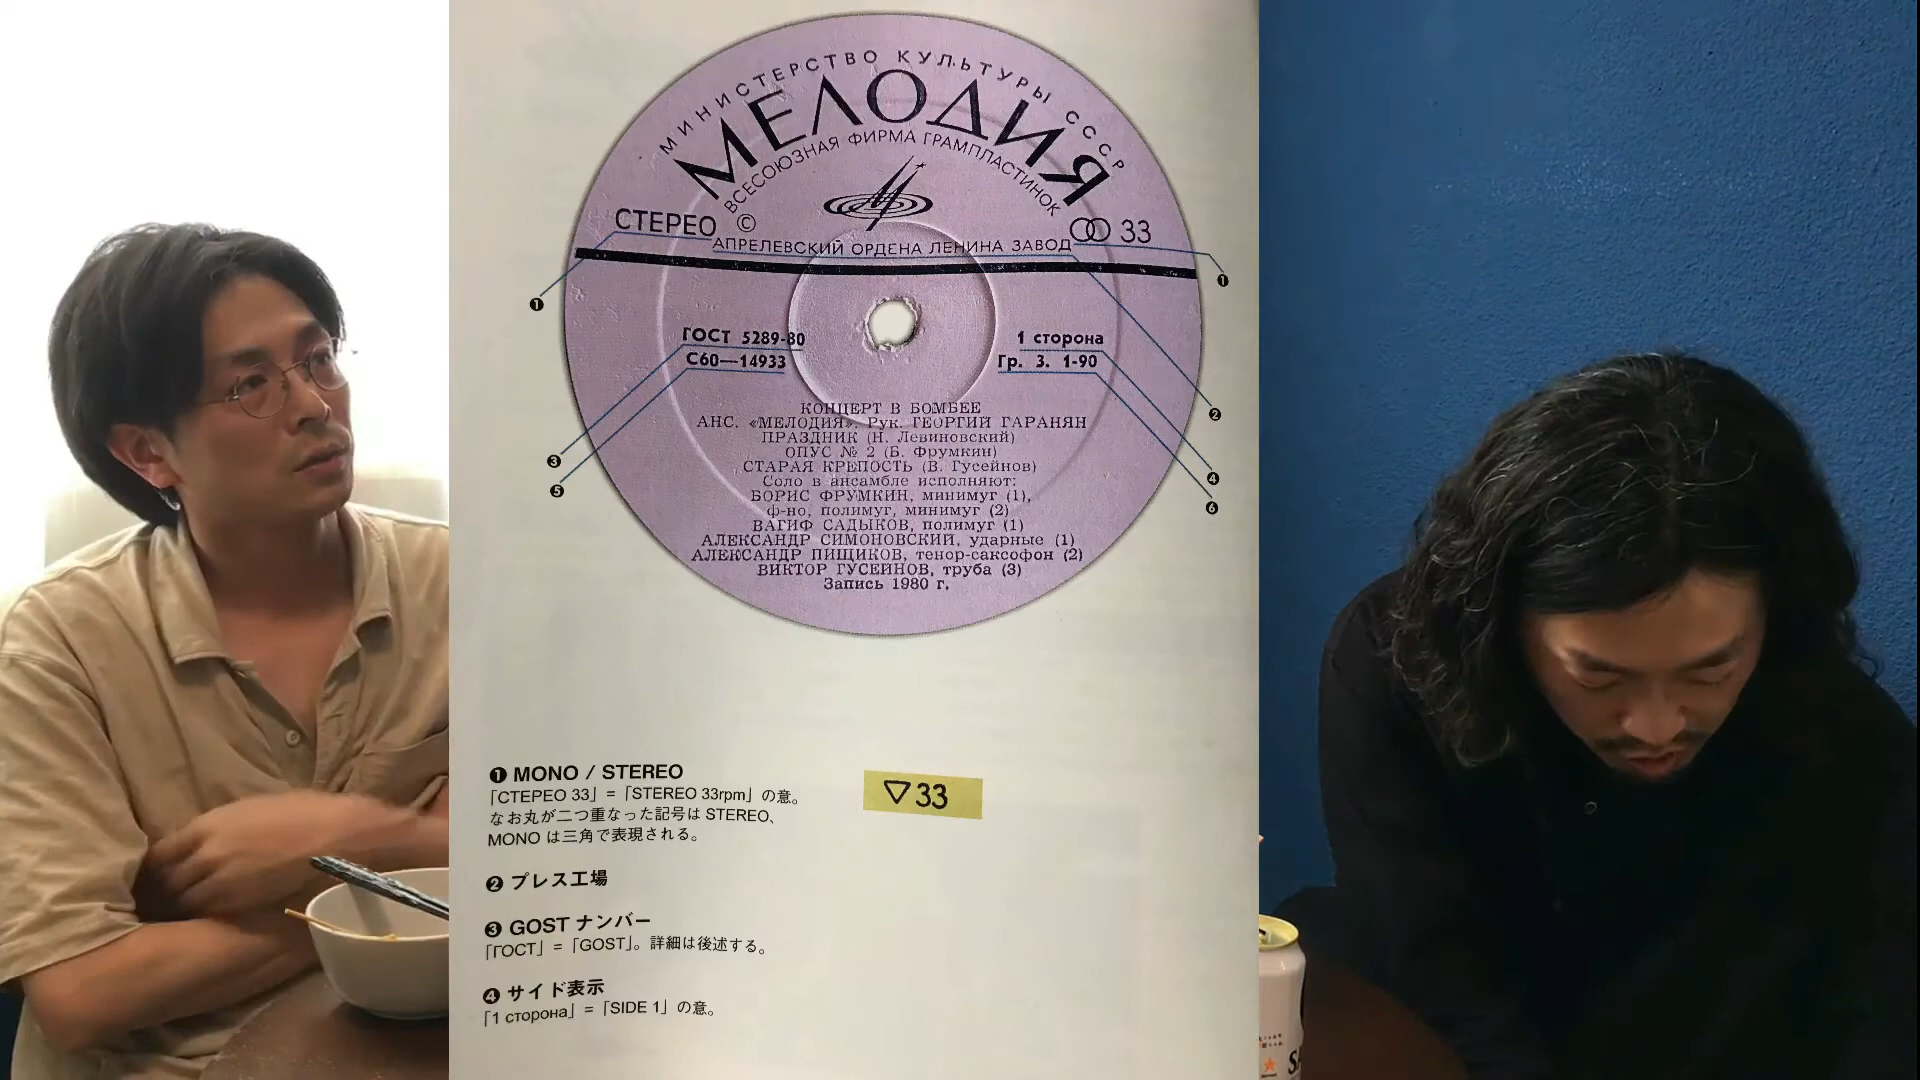 МИНИСТЕРСТВО КУЛЬТУРЫ СССР
МЕЛОДИЯ
ВСЕСОЮЗНАЯ ФИРМА ГРАМПЛАСТИНОК
СТЕРЕО © 33
АПРЕЛЕВСКИЙ ОРДЕНА ЛЕНИНА ЗАВОД
❶
❶
ГОСТ 5289-80 1 сторона
С60—14933 Гр. 3. 1-90
❷
❸
❹
❺
❻
КОНЦЕРТ В БОМБЕЕ
АНС. «МЕЛОДИЯ». Рук. ГЕОРГИЙ ГАРАНЯН
ПРАЗДНИК (Н. Левиновский)
ОПУС № 2 (Б. Фрумкин)
СТАРАЯ КРЕПОСТЬ (В. Гусейнов)
Соло в ансамбле исполняют:
БОРИС ФРУМКИН, минимуг (1),
ф-но, полимуг, минимуг (2)
ВАГИФ САДЫКОВ, полимуг (1)
АЛЕКСАНДР СИМОНОВСКИЙ, ударные (1)
АЛЕКСАНДР ПИЩИКОВ, тенор-саксофон (2)
ВИКТОР ГУСЕЙНОВ, труба (3)
Запись 1980 г.
❶ MONO / STEREO
「СТЕРЕО 33」=「STEREO 33rpm」の意。
なお丸が二つ重なった記号は STEREO、
MONO は三角で表現される。
▽33
❷ プレス工場
❸ GOST ナンバー
「ГОСТ」=「GOST」。詳細は後述する。
❹ サイド表示
「1 сторона」=「SIDE 1」の意。